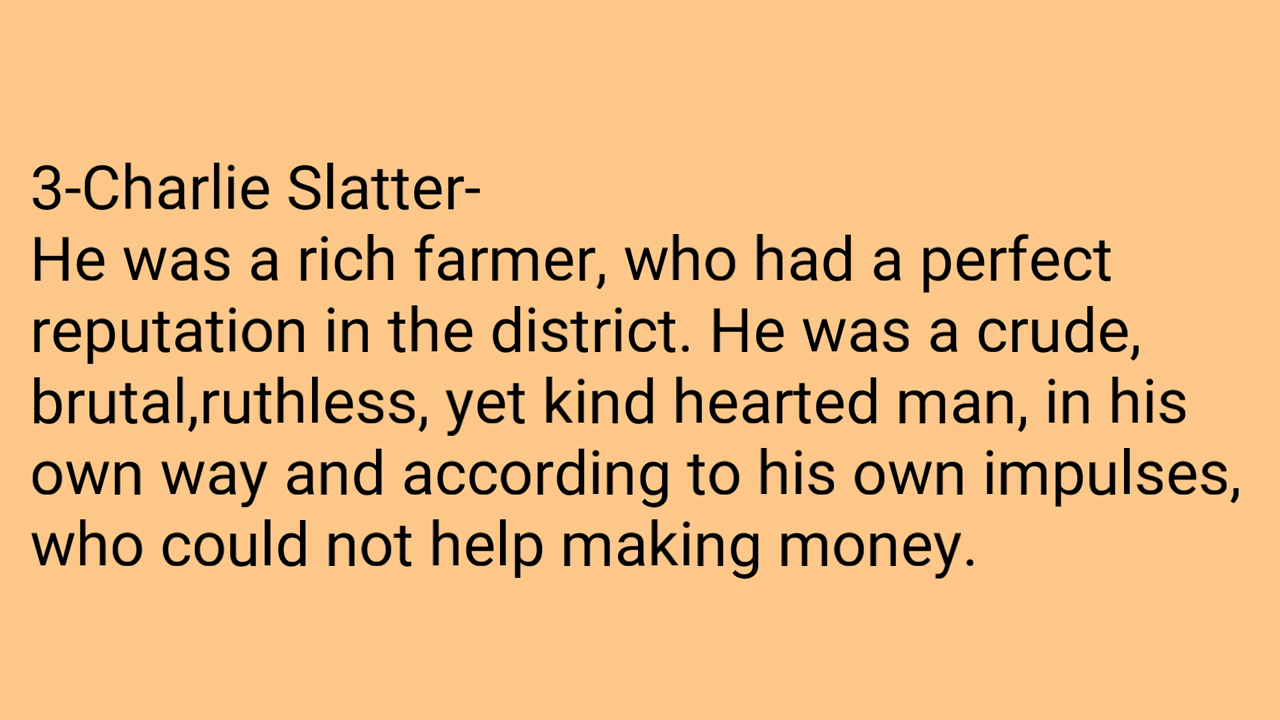 3-Charlie Slatter-
He was a rich farmer, who had a perfect
reputation in the district. He was a crude,
brutal,ruthless, yet kind hearted man, in his
own way and according to his own impulses,
who could not help making money.